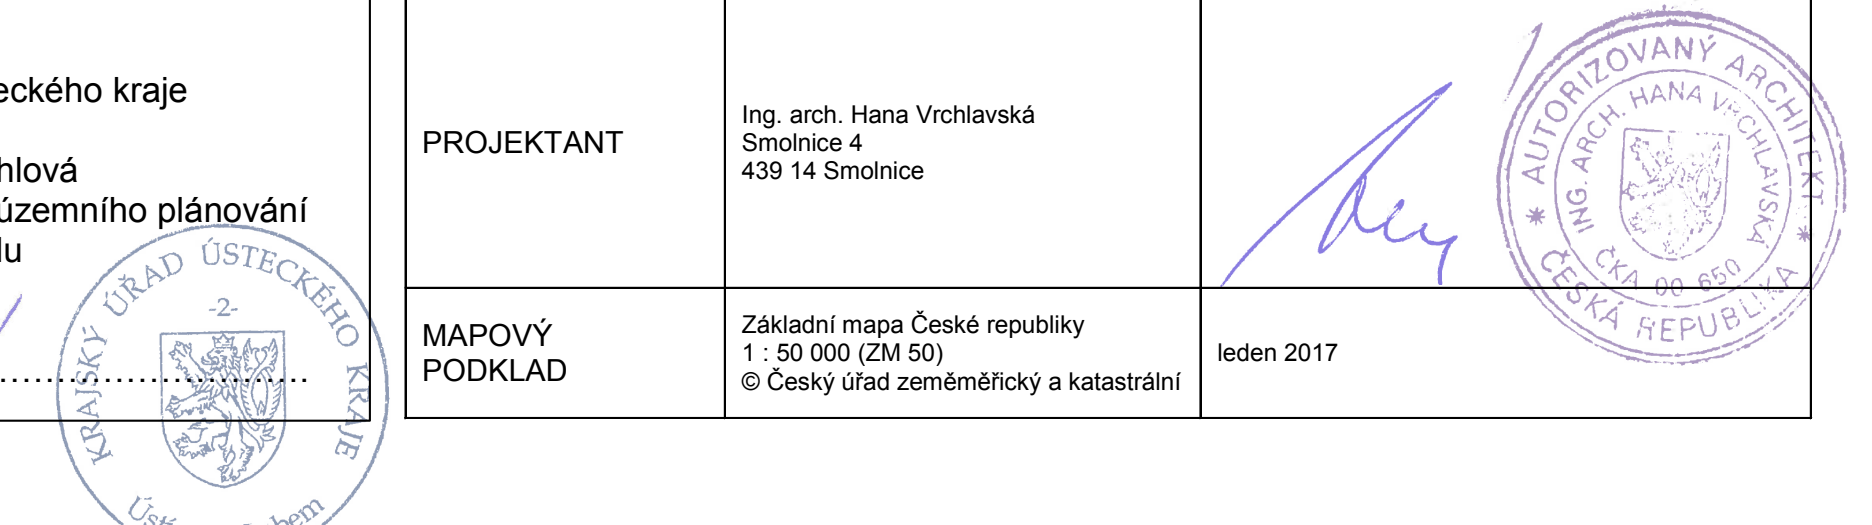 eckého kraje
hlová
územního plánování
lu
KRAJSKÝ ÚŘAD ÚSTECKÉHO KRAJE
-2-
PROJEKTANT
Ing. arch. Hana Vrchlavská
Smolnice 4
439 14 Smolnice
AUTORIZOVANÝ ARCHITEKT
* ČESKÁ REPUBLIKA *
ING. ARCH. HANA VRCHLAVSKÁ
ČKA 00 650
MAPOVÝ
PODKLAD
Základní mapa České republiky
1 : 50 000 (ZM 50)
© Český úřad zeměměřický a katastrální
leden 2017